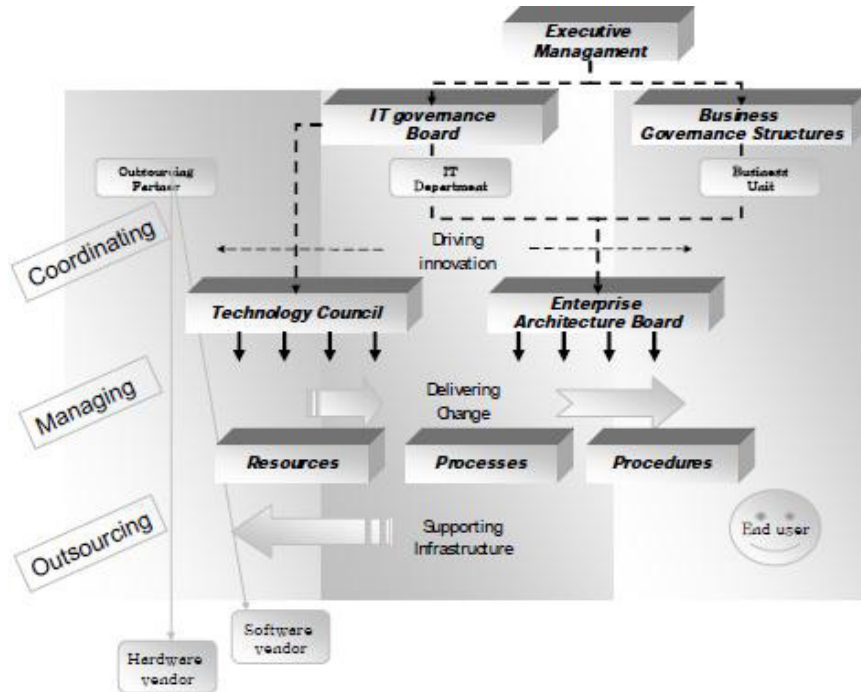 Executive
Managament
IT governance
Board
Business
Governance Structures
Outsourcing
Partner
IT
Department
Business
Unit
Coordinating
Driving
innovation
Technology Council
Enterprise
Architecture Board
Managing
Delivering
Change
Resources
Processes
Procedures
Outsourcing
Supporting
Infrastructure
End user
Software
vendor
Hardware
vendor